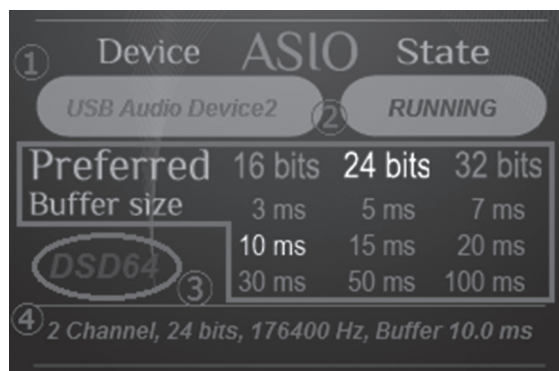 ① Device ASIO State
USB Audio Device2 ② RUNNING
Preferred 16 bits 24 bits 32 bits
Buffer size 3 ms 5 ms 7 ms
10 ms 15 ms 20 ms
DSD64 ③ 30 ms 50 ms 100 ms
④ 2 Channel, 24 bits, 176400 Hz, Buffer 10.0 ms